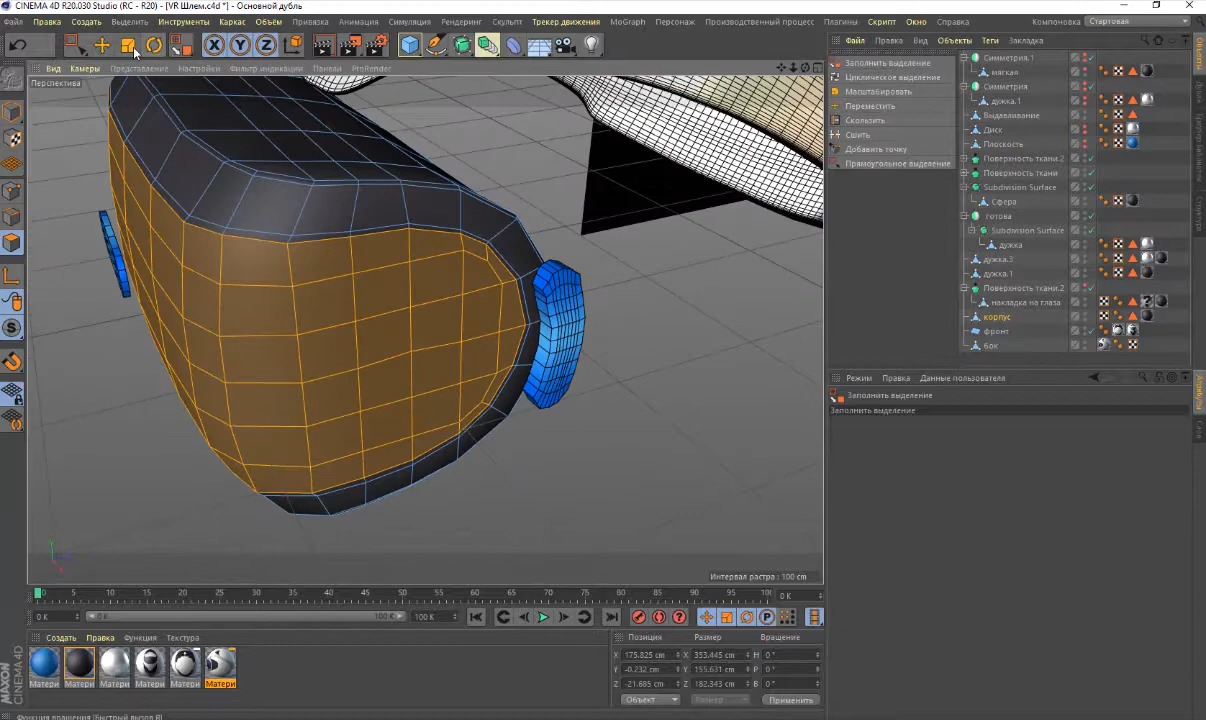 CINEMA 4D R20.030 Studio (RC - R20) - [VR Шлем.c4d *] - Основной дубль
Файл Правка Создать Выделить Инструменты Каркас Объём Привязка Анимация Симуляция Рендеринг Скульпт Трекер движения MoGraph Персонаж Производственный процесс Плагины Скрипт Окно Справка Компоновка Стартовая
X Y Z
Файл Правка Вид Объекты Теги Закладка
Вид Камеры Представление Настройки Фильтр индикации Панели ProRender
Перспектива
Заполнить выделение
Циклическое выделение
Масштабировать
Переместить
Скользить
Сшить
Добавить точку
Прямоугольное выделение
Симметрия.1
мягкая
Симметрия
дужка.1
Выдавливание
Диск
Плоскость
Поверхность ткани.2
Поверхность ткани
Subdivision Surface
Сфера
готова
Subdivision Surface
дужка
дужка.3
дужка.1
Поверхность ткани.2
накладка на глаза
корпус
фронт
бок
Объекты
Структура
Режим Правка Данные пользователя
Заполнить выделение
Заполнить выделение
Атрибуты
Слои
Интервал растра : 100 cm
0 5 10 15 20 25 30 35 40 45 50 55 60 65 70 75 80 85 90 95 100 0 K
0 K 0 K 100 K 100 K
Создать Правка Функция Текстура
Матери Матери Матери Матери Матери Матери
Позиция Размер Вращение
X 175.825 cm X 353.445 cm H 0 °
Y -0.232 cm Y 155.631 cm P 0 °
Z -21.685 cm Z 182.343 cm B 0 °
Объект Размер Применить
MAXON CINEMA 4D
Функция вращения [Быстрый вызов R]